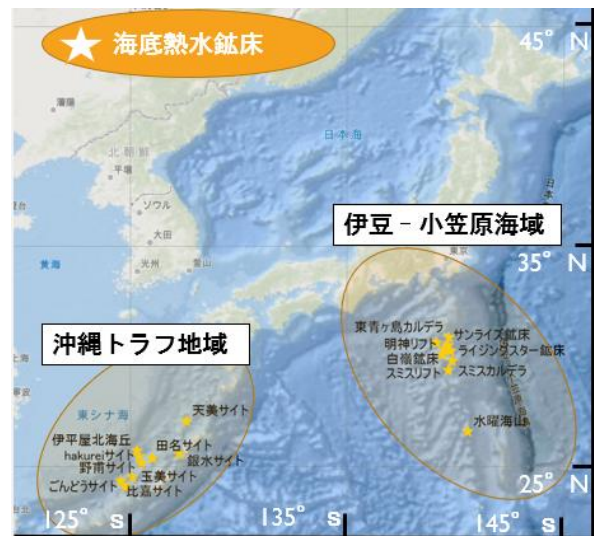 海底熱水鉱床
45° N
瀋陽
北朝鮮
平壌
日本海
ソウル
大田
伊豆‐小笠原海域
東京
黄海
光州
釜山
35° N
沖縄トラフ地域
東青ヶ島カルデラ
サンライズ鉱床
明神リフト
ライジングスター鉱床
白嶺鉱床
スミスリフト
スミスカルデラ
東シナ海
天美サイト
水曜海山
伊平屋北海丘
田名サイト
hakureiサイト
銀水サイト
野甫サイト
玉美サイト
ごんどうサイト
比嘉サイト
25° N
125° S
135° S
145° S